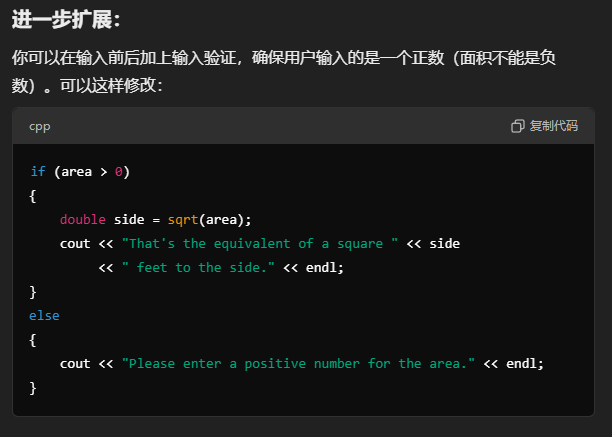 进一步扩展：
你可以在输入前后加上输入验证，确保用户输入的是一个正数（面积不能是负
数）。可以这样修改：
cpp
复制代码
if (area > 0)
{
    double side = sqrt(area);
    cout << "That's the equivalent of a square " << side
         << " feet to the side." << endl;
}
else
{
    cout << "Please enter a positive number for the area." << endl;
}